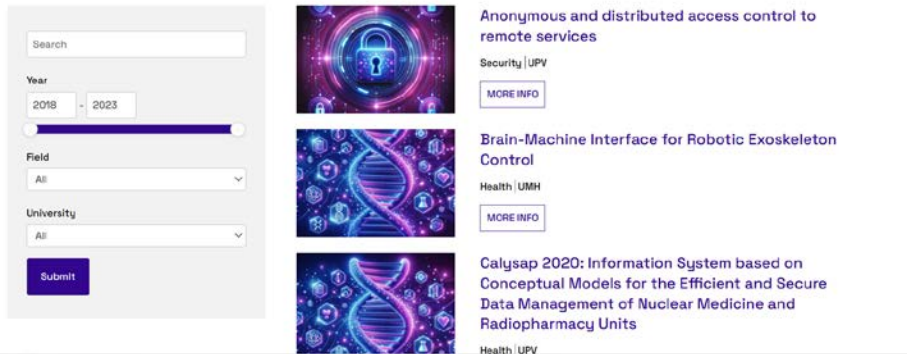 Search
Year
2018 - 2023
Field
All
University
All
Submit
Anonymous and distributed access control to
remote services
Security | UPV
MORE INFO
Brain-Machine Interface for Robotic Exoskeleton
Control
Health | UMH
MORE INFO
Calysap 2020: Information System based on
Conceptual Models for the Efficient and Secure
Data Management of Nuclear Medicine and
Radiopharmacy Units
Health | UPV